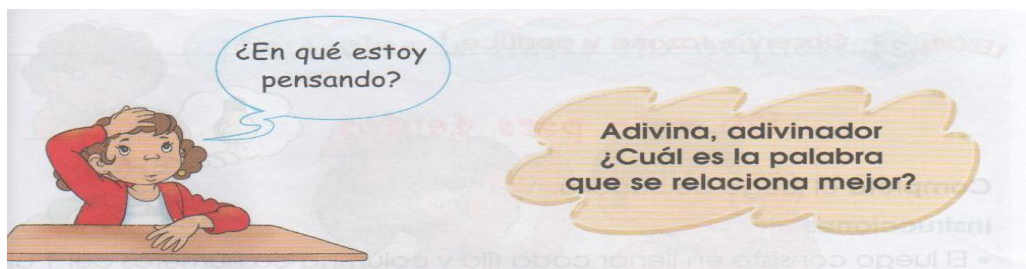 ¿En qué estoy
pensando?
Adivina, adivinador
¿Cuál es la palabra
que se relaciona mejor?